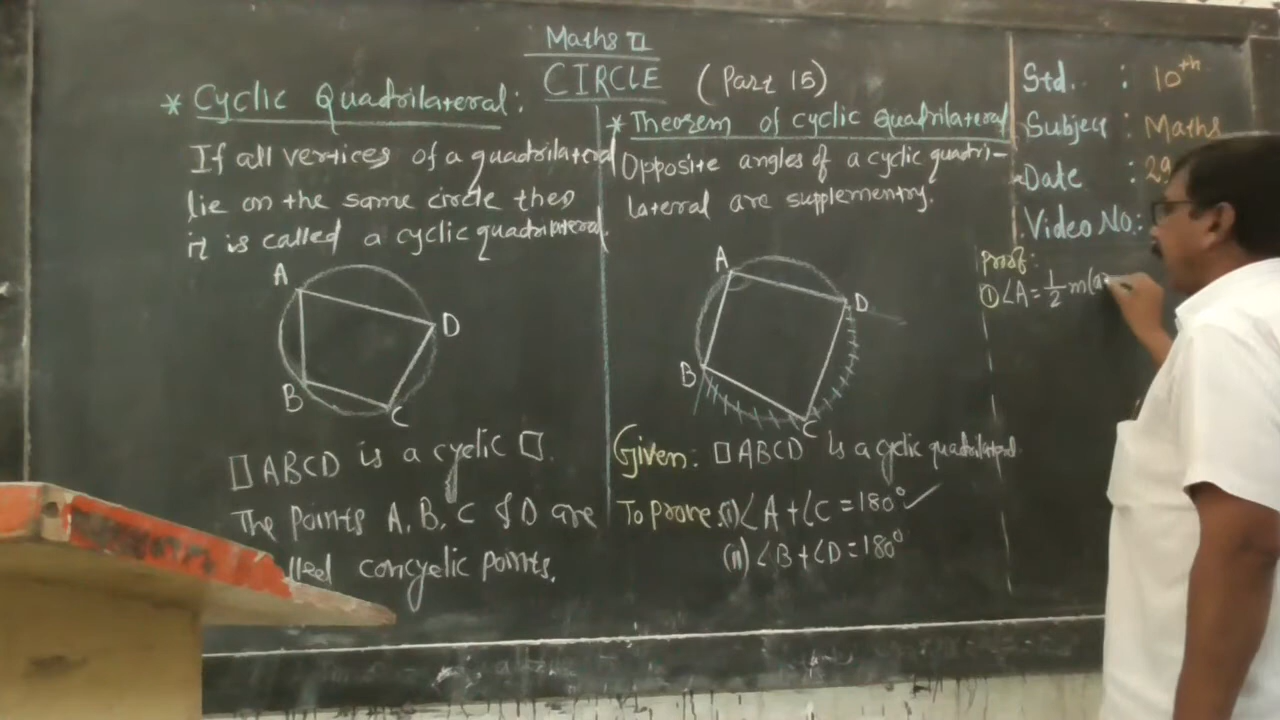 Maths II
CIRCLE (Part 15)
* Cyclic Quadrilateral:
If all vertices of a quadrilateral
lie on the same circle then
it is called a cyclic quadrilateral.
A
D
B
C
□ ABCD is a cyclic □.
The points A, B, C & D are
concyclic points.
* Theorem of cyclic Quadrilateral
Opposite angles of a cyclic quadri-
lateral are supplementry.
A
D
B
C
Given: □ABCD is a cyclic quadrilateral.
To prove: (i) ∠A + ∠C = 180° ✓
(ii) ∠B + ∠D = 180°
Std. : 10th
Subject : Maths
Date : 29
Video No:
Proof:
① ∠A = 1/2 m(a